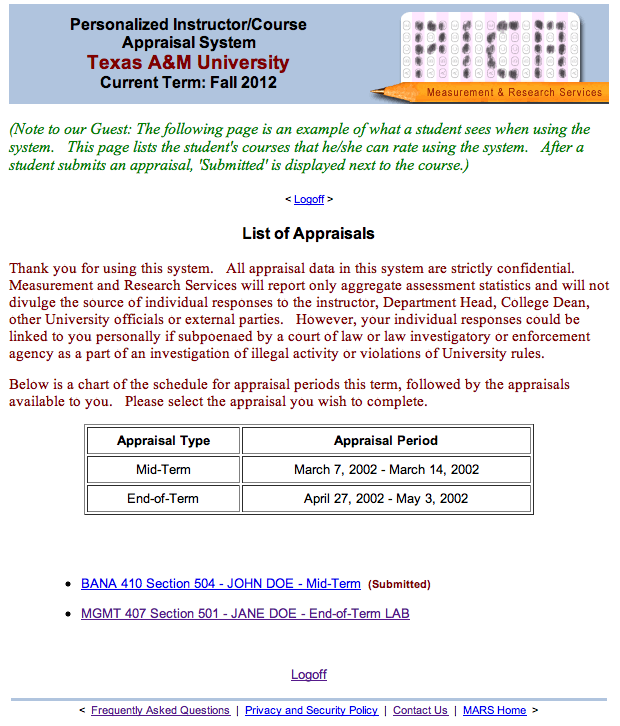 Personalized Instructor/Course
Appraisal System
Texas A&M University
Current Term: Fall 2012
PICA
Measurement & Research Services
(Note to our Guest: The following page is an example of what a student sees when using the
system. This page lists the student's courses that he/she can rate using the system. After a
student submits an appraisal, 'Submitted' is displayed next to the course.)
< Logoff >
List of Appraisals
Thank you for using this system. All appraisal data in this system are strictly confidential.
Measurement and Research Services will report only aggregate assessment statistics and will not
divulge the source of individual responses to the instructor, Department Head, College Dean,
other University officials or external parties. However, your individual responses could be
linked to you personally if subpoenaed by a court of law or law investigatory or enforcement
agency as a part of an investigation of illegal activity or violations of University rules.
Below is a chart of the schedule for appraisal periods this term, followed by the appraisals
available to you. Please select the appraisal you wish to complete.
Appraisal Type Appraisal Period
Mid-Term March 7, 2002 - March 14, 2002
End-of-Term April 27, 2002 - May 3, 2002
• BANA 410 Section 504 - JOHN DOE - Mid-Term (Submitted)
• MGMT 407 Section 501 - JANE DOE - End-of-Term LAB
Logoff
< Frequently Asked Questions | Privacy and Security Policy | Contact Us | MARS Home >